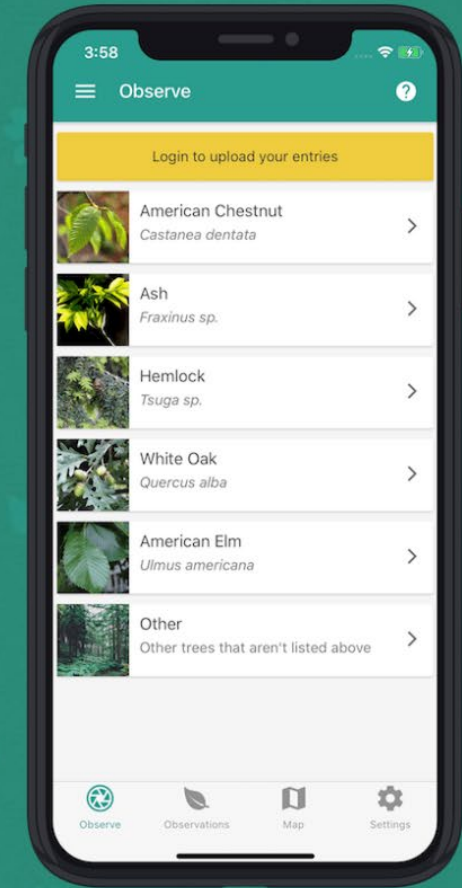 3:58
Observe
Login to upload your entries
American Chestnut
Castanea dentata
Ash
Fraxinus sp.
Hemlock
Tsuga sp.
White Oak
Quercus alba
American Elm
Ulmus americana
Other
Other trees that aren't listed above
Observe Observations Map Settings